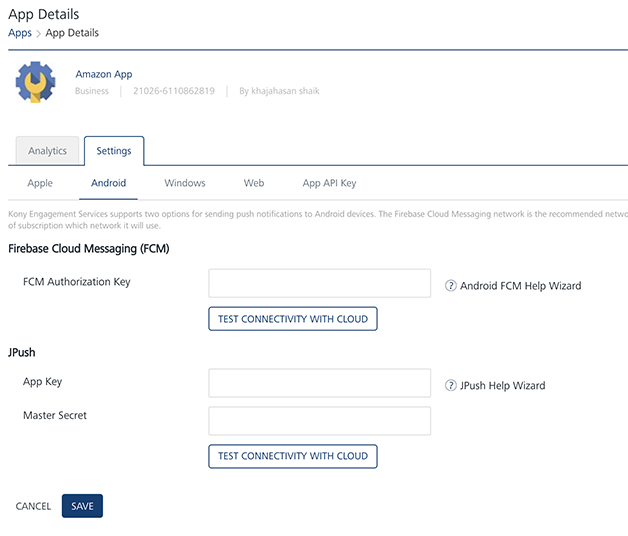 App Details
Apps > App Details
Amazon App
Business | 21026-6110862819 | By khajahasan shaik
Analytics Settings
Apple Android Windows Web App API Key
Kony Engagement Services supports two options for sending push notifications to Android devices. The Firebase Cloud Messaging network is the recommended netwo
of subscription which network it will use.
Firebase Cloud Messaging (FCM)
FCM Authorization Key
? Android FCM Help Wizard
TEST CONNECTIVITY WITH CLOUD
JPush
App Key
? JPush Help Wizard
Master Secret
TEST CONNECTIVITY WITH CLOUD
CANCEL SAVE